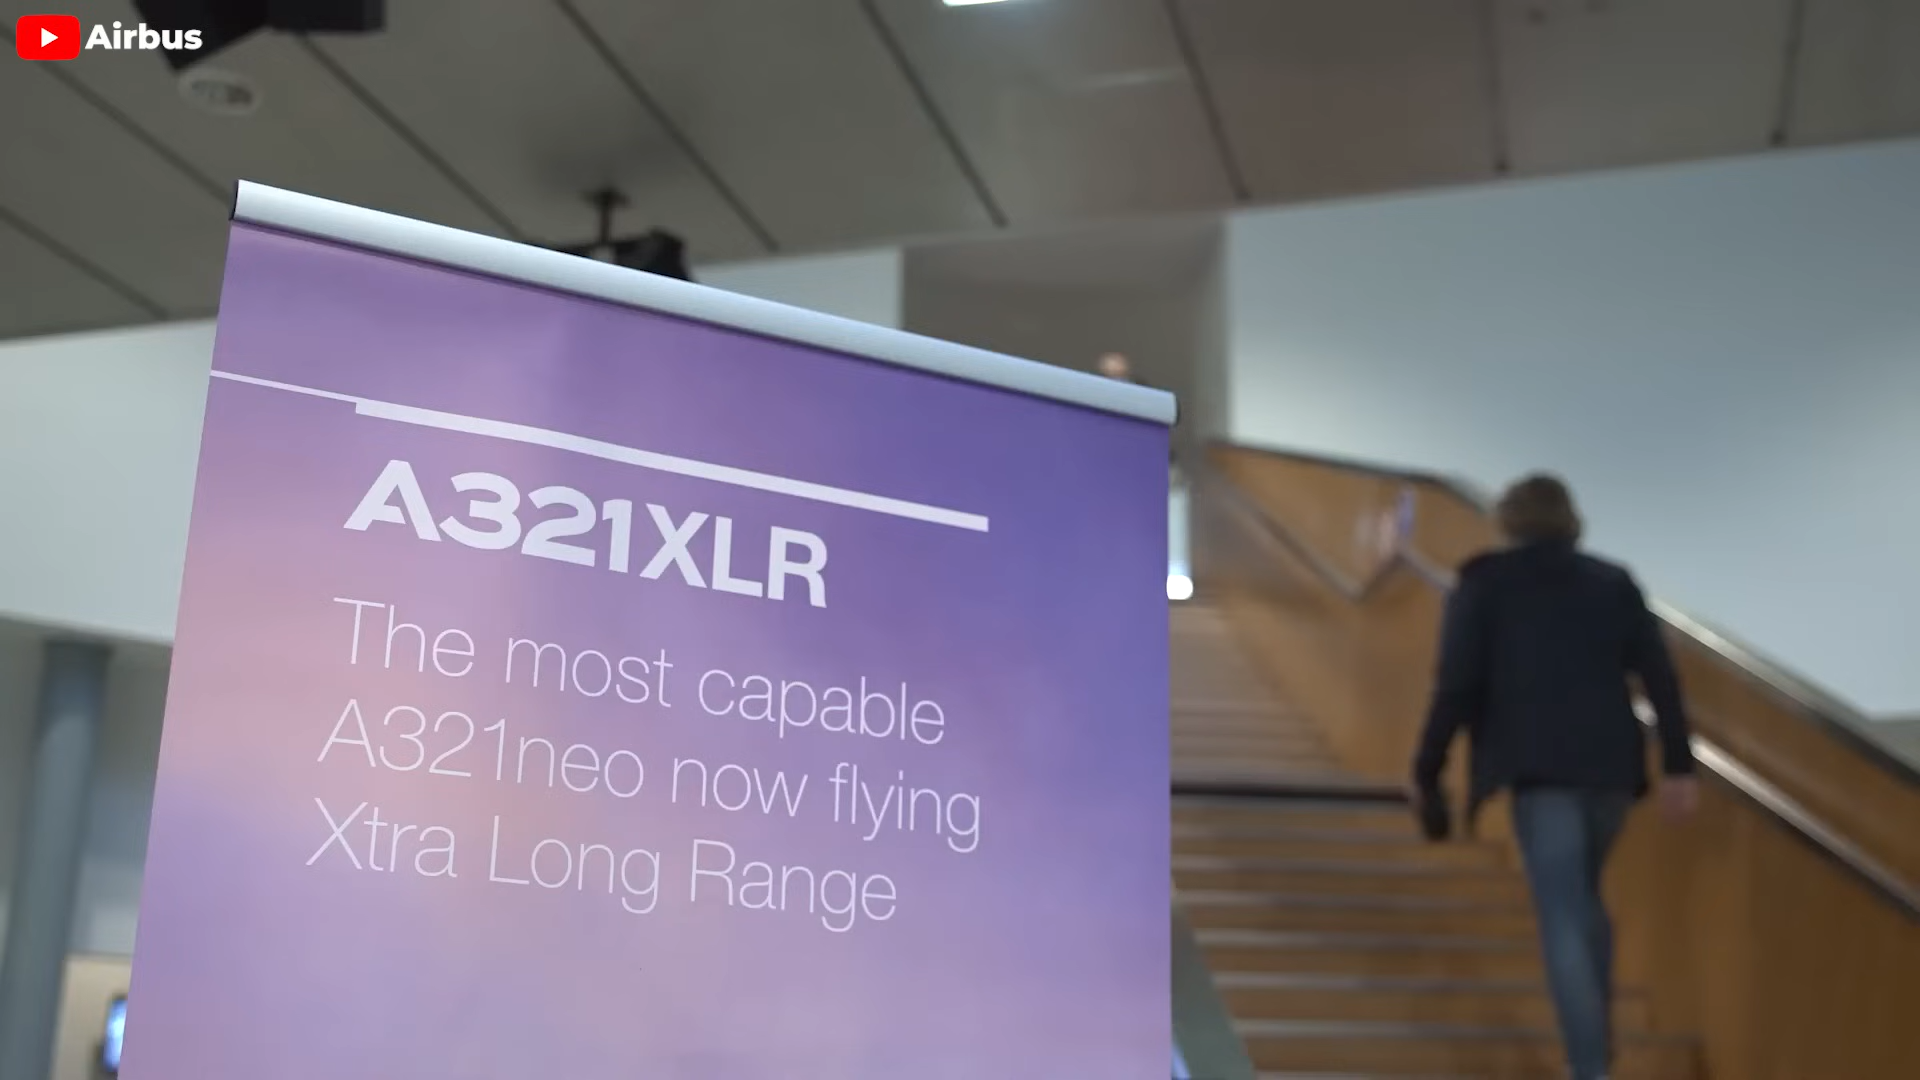 Airbus
A321XLR
The most capable
A321neo now flying
Xtra Long Range